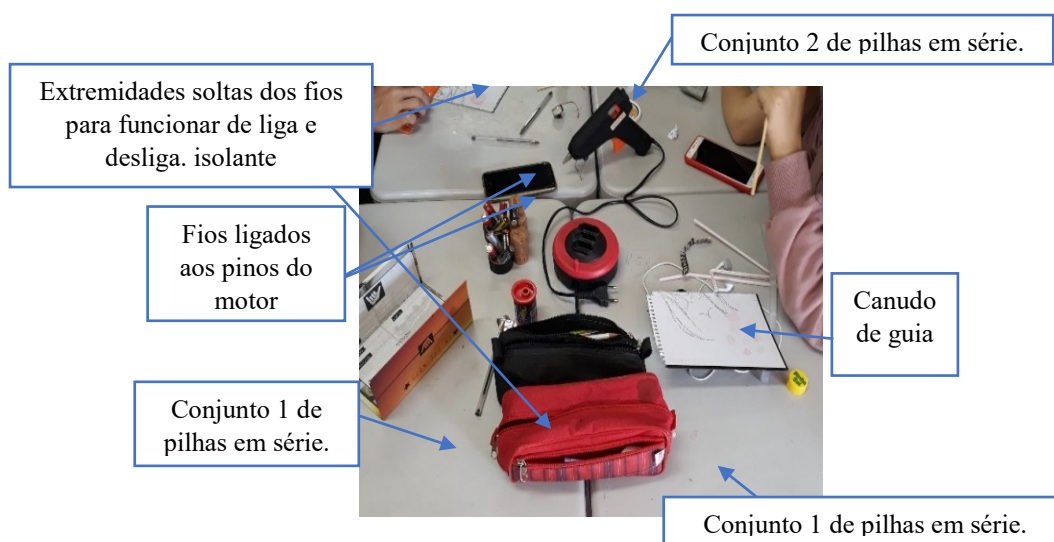 Conjunto 2 de pilhas em série.
Extremidades soltas dos fios
para funcionar de liga e
desliga. isolante
Fios ligados
aos pinos do
motor
Canudo
de guia
Conjunto 1 de
pilhas em série.
Conjunto 1 de pilhas em série.